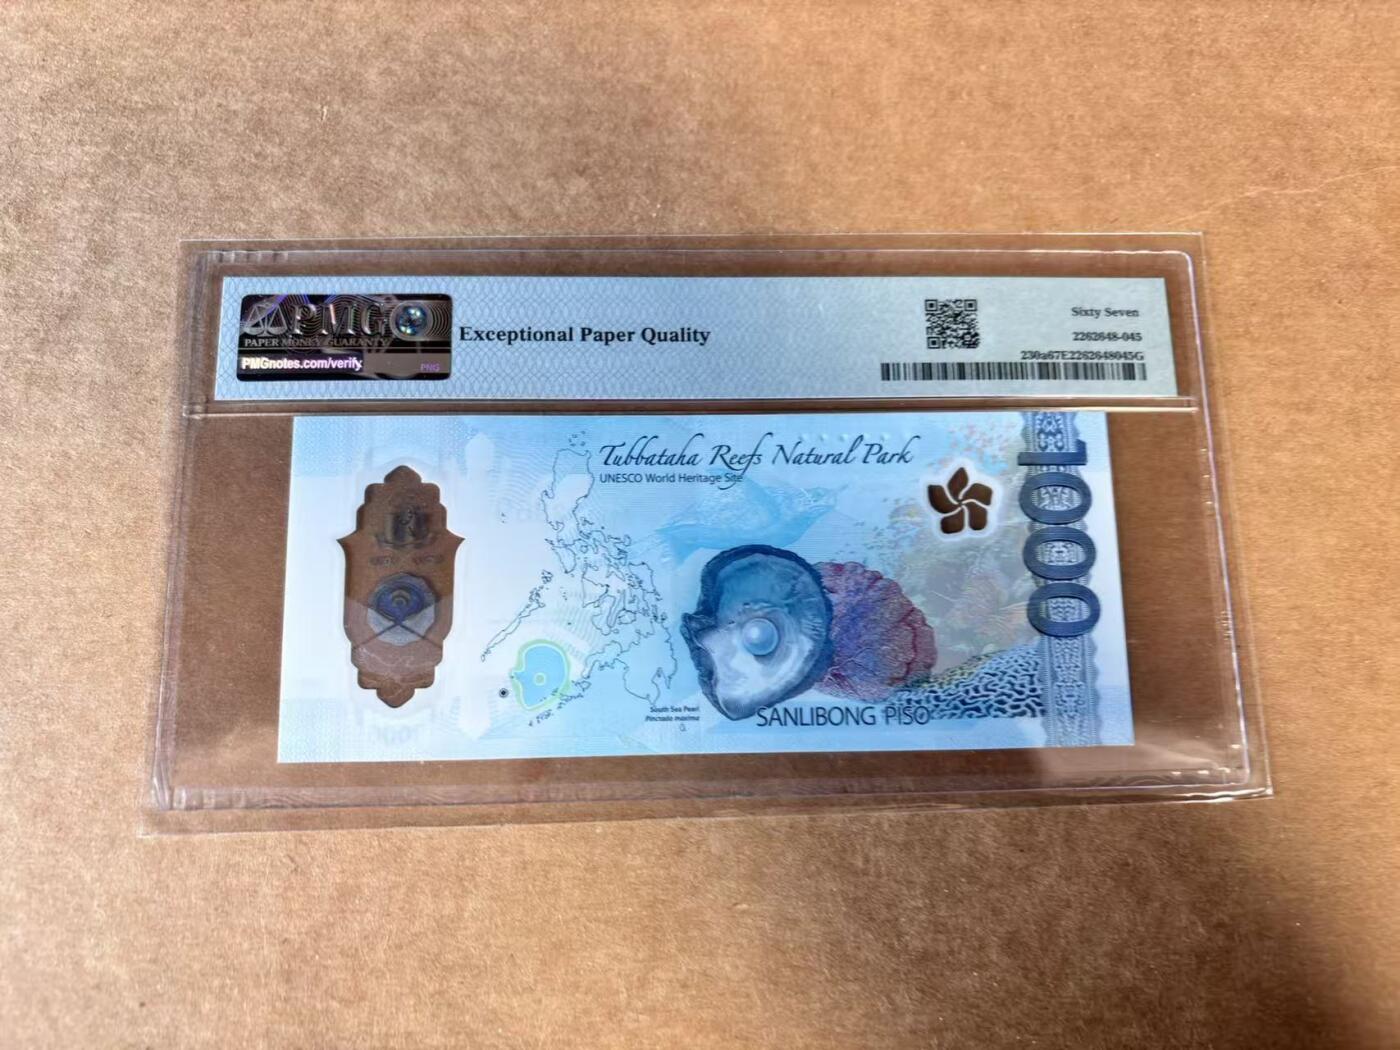 PMG
PAPER MONEY GUARANTY
PMGnotes.com/verify
PNG
Exceptional Paper Quality
Sixty Seven
2262648-045
230a67E2262648045G
Tubbataha Reefs Natural Park
UNESCO World Heritage Site
1000
South Sea Pearl
Pinctada maxima
SANLIBONG PISO